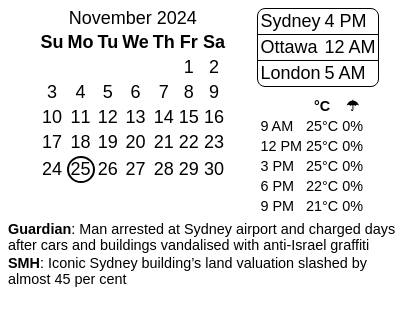 November 2024
Su Mo Tu We Th Fr Sa
1 2
3 4 5 6 7 8 9
10 11 12 13 14 15 16
17 18 19 20 21 22 23
24 25 26 27 28 29 30
Sydney 4 PM
Ottawa 12 AM
London 5 AM
°C ☂
9 AM 25°C 0%
12 PM 25°C 0%
3 PM 25°C 0%
6 PM 22°C 0%
9 PM 21°C 0%
Guardian: Man arrested at Sydney airport and charged days
after cars and buildings vandalised with anti-Israel graffiti
SMH: Iconic Sydney building’s land valuation slashed by
almost 45 per cent